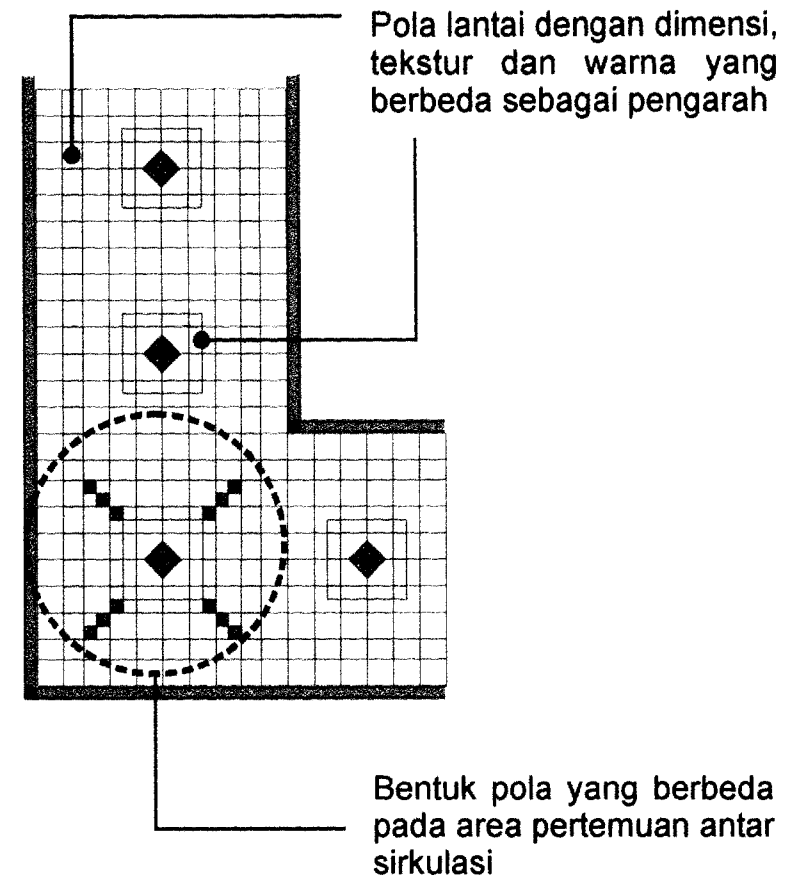 Pola lantai dengan dimensi,
tekstur dan warna yang
berbeda sebagai pengarah
Bentuk pola yang berbeda
pada area pertemuan antar
sirkulasi